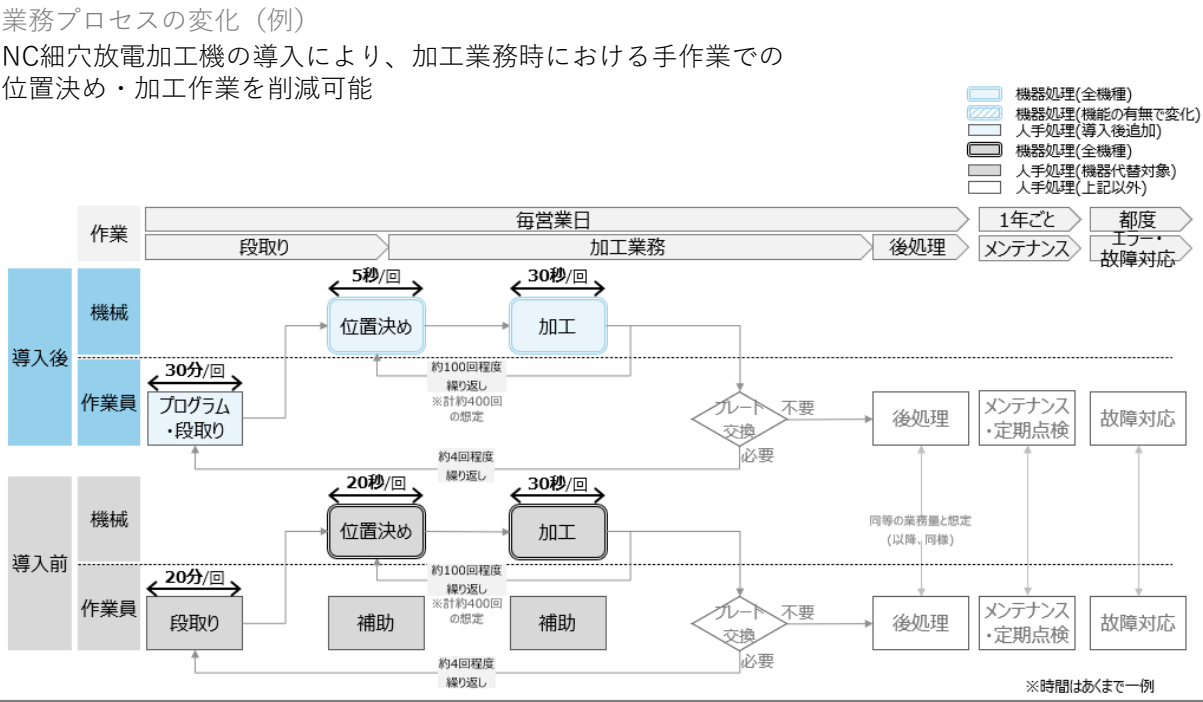 業務プロセスの変化（例）
NC細穴放電加工機の導入により、加工業務時における手作業での
位置決め・加工作業を削減可能
機器処理(全機種)
機器処理(機能の有無で変化)
人手処理(導入後追加)
機器処理(全機種)
人手処理(機器代替対象)
人手処理(上記以外)
作業
毎営業日
1年ごと
都度
段取り
加工業務
後処理
メンテナンス
エラー・
故障対応
導入後
機械
5秒/回
30秒/回
位置決め
加工
作業員
30分/回
プログラム
・段取り
約100回程度
繰り返し
※計約400回
の想定
プレート
交換
不要
必要
後処理
メンテナンス
・定期点検
故障対応
約4回程度
繰り返し
導入前
機械
20秒/回
30秒/回
位置決め
加工
同等の業務量と想定
(以降、同様)
作業員
20分/回
段取り
補助
補助
約100回程度
繰り返し
※計約400回
の想定
プレート
交換
不要
必要
後処理
メンテナンス
・定期点検
故障対応
約4回程度
繰り返し
※時間はあくまで一例